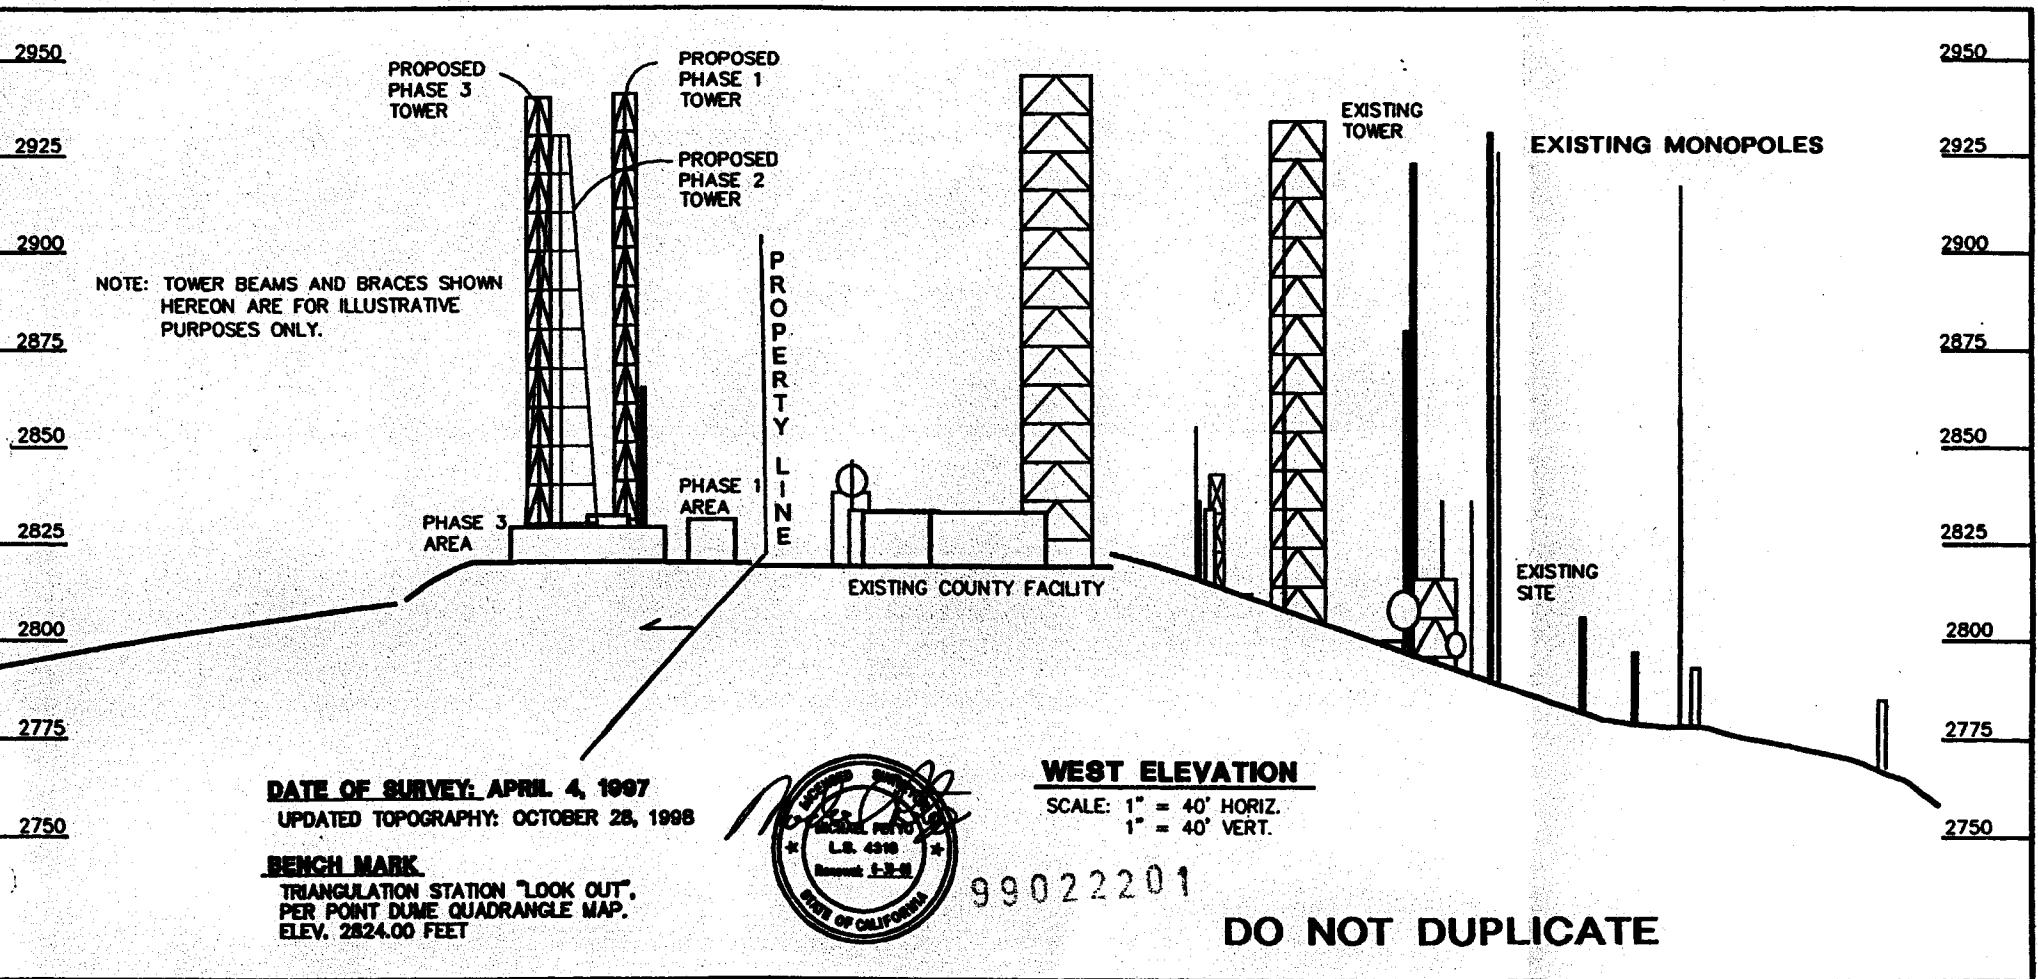 2950
2925
2900
2875
2850
2825
2800
2775
2750
PROPOSED
PHASE 3
TOWER
PROPOSED
PHASE 1
TOWER
PROPOSED
PHASE 2
TOWER
NOTE: TOWER BEAMS AND BRACES SHOWN
HEREON ARE FOR ILLUSTRATIVE
PURPOSES ONLY.
PROPERTY LINE
PHASE 3
AREA
PHASE 1
AREA
EXISTING COUNTY FACILITY
EXISTING
TOWER
EXISTING MONOPOLES
EXISTING
SITE
2950
2925
2900
2875
2850
2825
2800
2775
2750
DATE OF SURVEY: APRIL 4, 1997
UPDATED TOPOGRAPHY: OCTOBER 28, 1998
BENCH MARK
TRIANGULATION STATION "LOOK OUT",
PER POINT DUME QUADRANGLE MAP.
ELEV. 2824.00 FEET
LICENSED
MICHAEL
L.S. 4318
STATE OF CALIFORNIA
WEST ELEVATION
SCALE: 1" = 40' HORIZ.
1" = 40' VERT.
99022201
DO NOT DUPLICATE